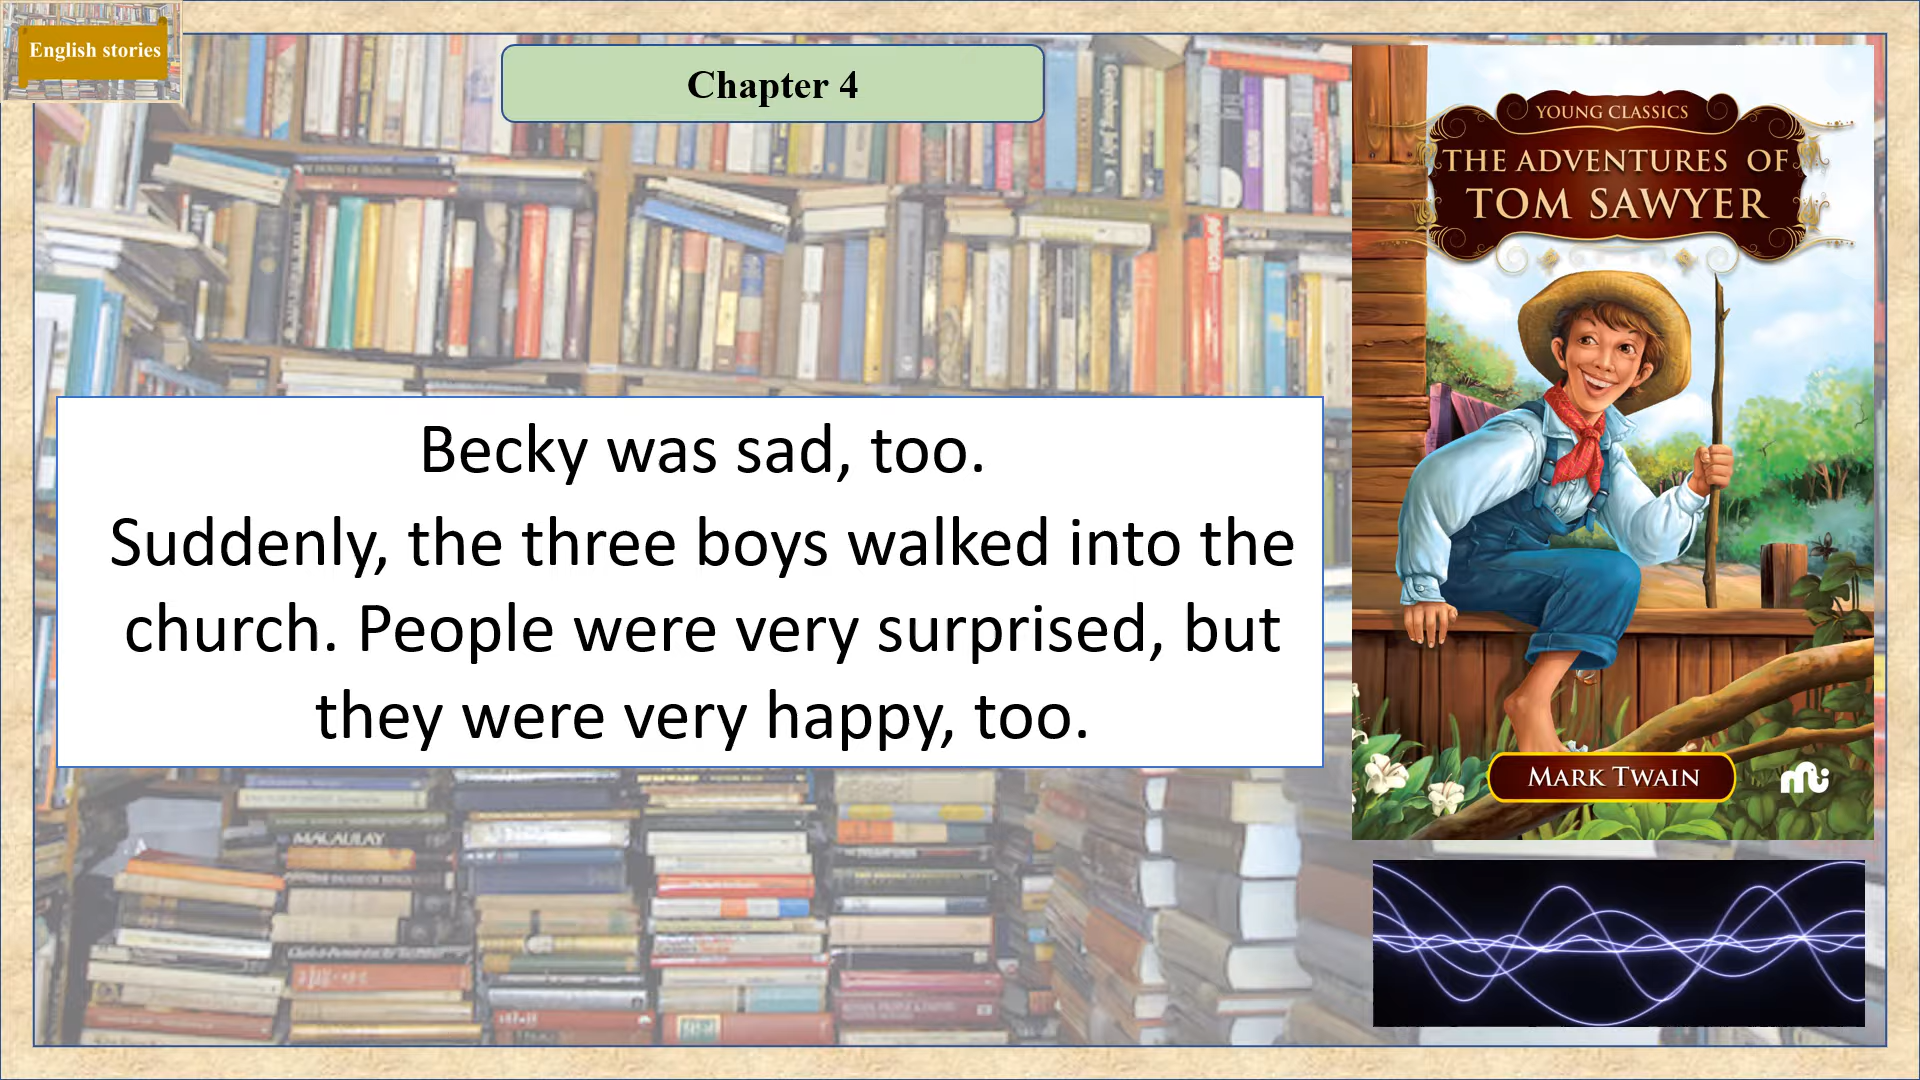 English stories
Chapter 4
YOUNG CLASSICS
THE ADVENTURES OF
TOM SAWYER
Becky was sad, too.
Suddenly, the three boys walked into the
church. People were very surprised, but
they were very happy, too.
MARK TWAIN
MACAULAY